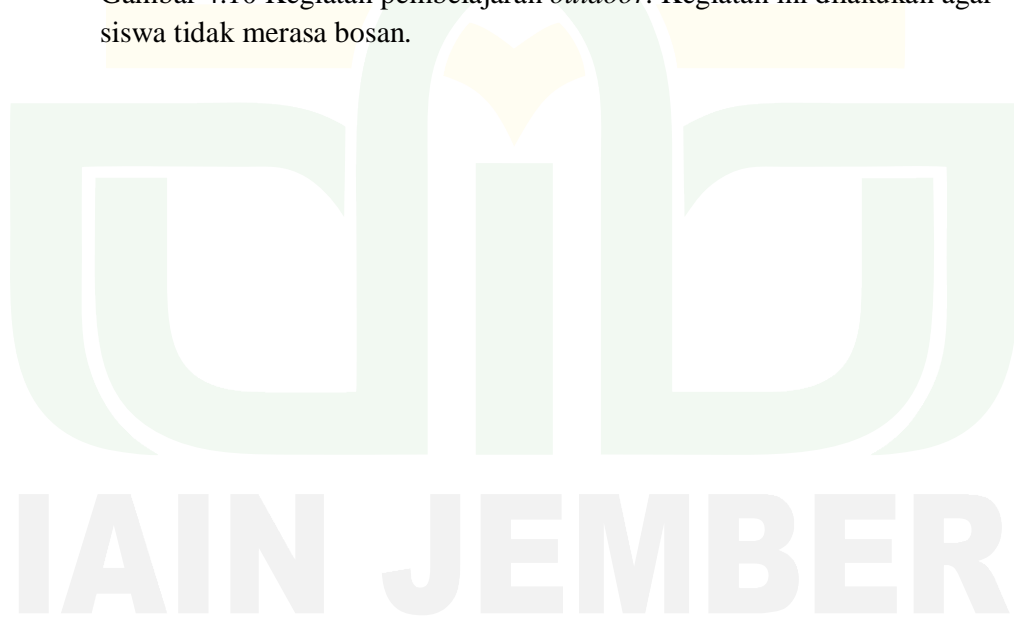 Gambar 4.10 Kegiatan pembelajaran outdoor. Kegiatan ini dilakukan agar
siswa tidak merasa bosan.
IAIN JEMBER